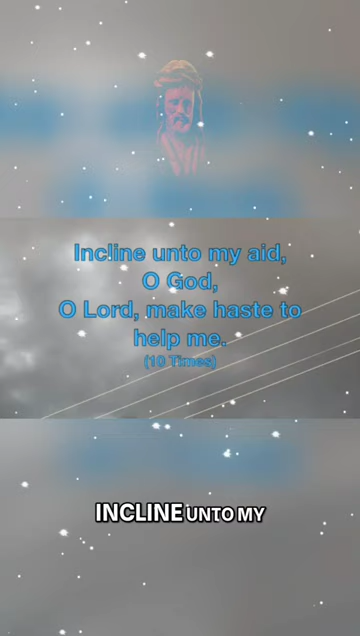 Incline unto my aid,
O God,
O Lord, make haste to
help me.
(10 Times)
INCLINE UNTO MY